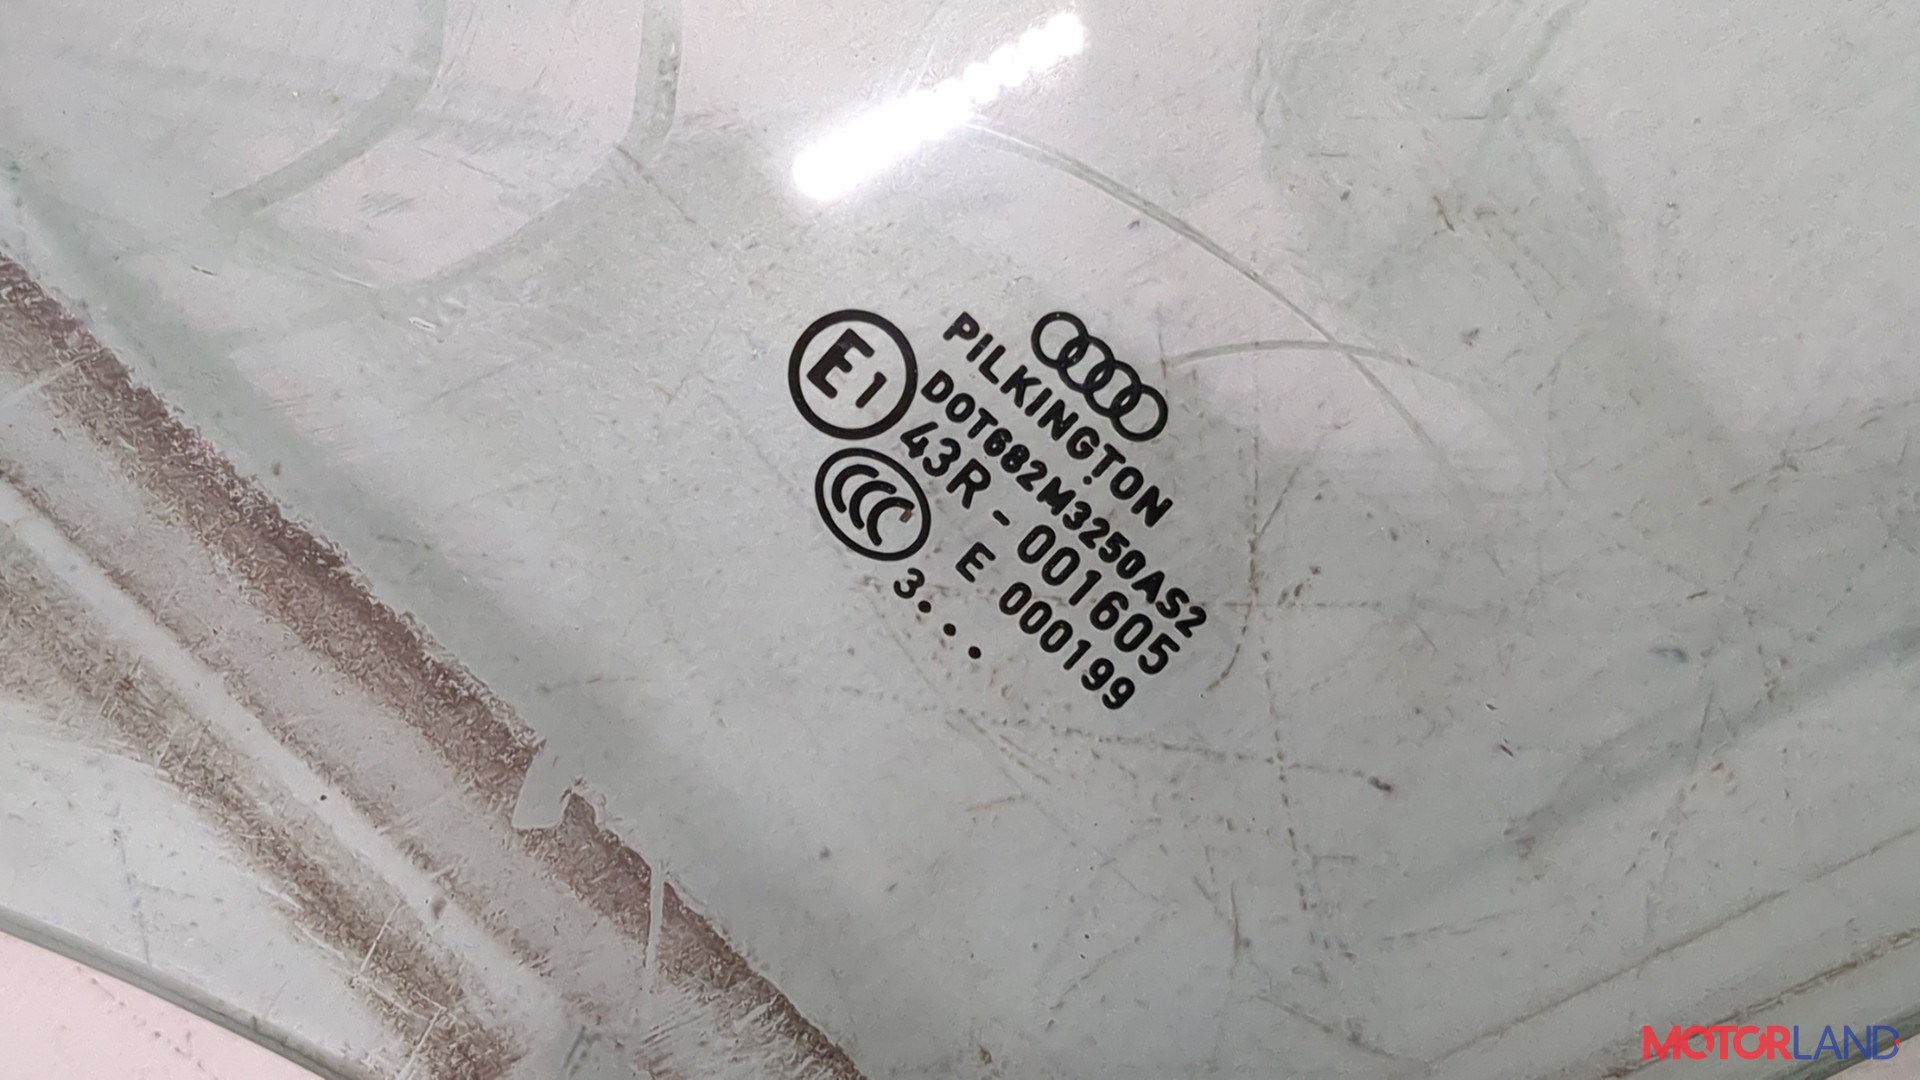 PILKINGTON
E1
DOT682M3250AS2
43R - 001605
E 000199
3...
MOTORLAND